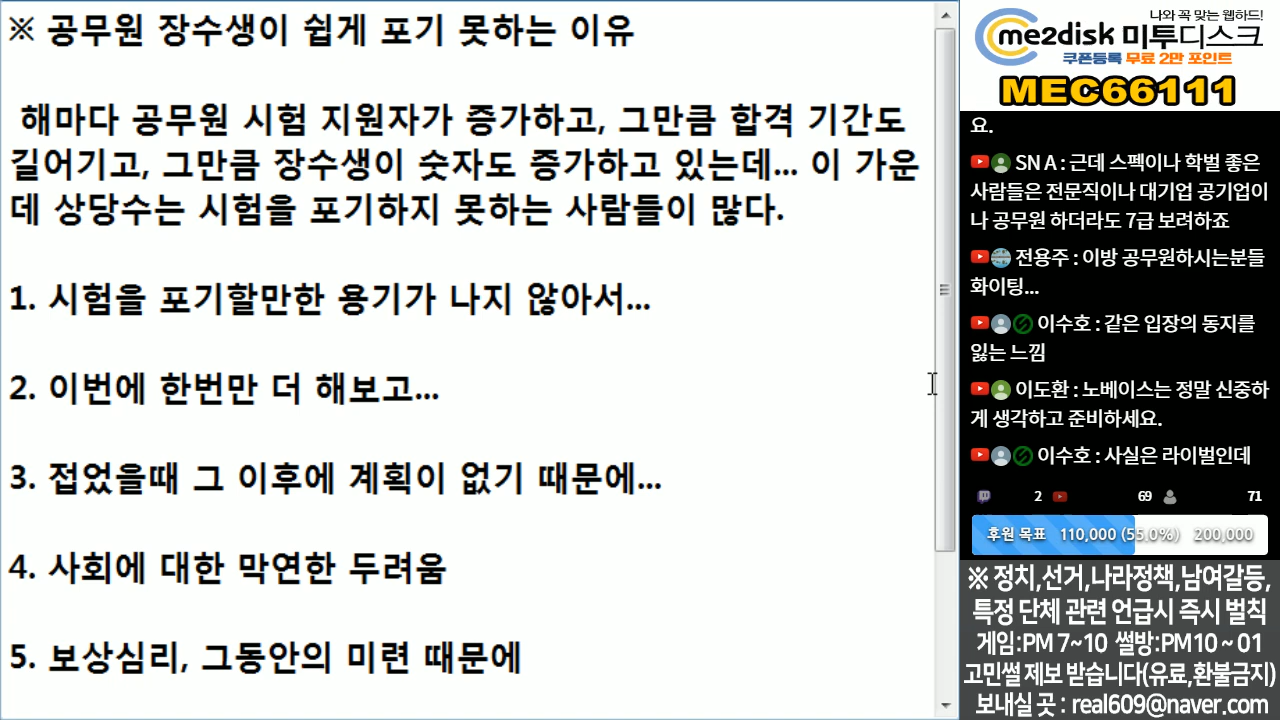 ※ 공무원 장수생이 쉽게 포기 못하는 이유
해마다 공무원 시험 지원자가 증가하고, 그만큼 합격 기간도
길어기고, 그만큼 장수생이 숫자도 증가하고 있는데... 이 가운
데 상당수는 시험을 포기하지 못하는 사람들이 많다.
1. 시험을 포기할만한 용기가 나지 않아서...
2. 이번에 한번만 더 해보고...
3. 접었을때 그 이후에 계획이 없기 때문에...
4. 사회에 대한 막연한 두려움
5. 보상심리, 그동안의 미련 때문에
나와 꼭 맞는 웹하드!
me2disk 미투디스크
쿠폰등록 무료 2만 포인트
MEC66111
요.
SN A : 근데 스펙이나 학벌 좋은
사람들은 전문직이나 대기업 공기업이
나 공무원 하더라도 7급 보려하죠
전용주 : 이방 공무원하시는분들
화이팅...
이수호 : 같은 입장의 동지를
잃는 느낌
이도환 : 노베이스는 정말 신중하
게 생각하고 준비하세요.
이수호 : 사실은 라이벌인데
2 69 71
후원 목표 110,000 (55.0%) 200,000
※ 정치,선거,나라정책,남여갈등,
특정 단체 관련 언급시 즉시 벌칙
게임:PM 7~10 썰방:PM10 ~ 01
고민썰 제보 받습니다(유료,환불금지)
보내실 곳 : real609@naver.com